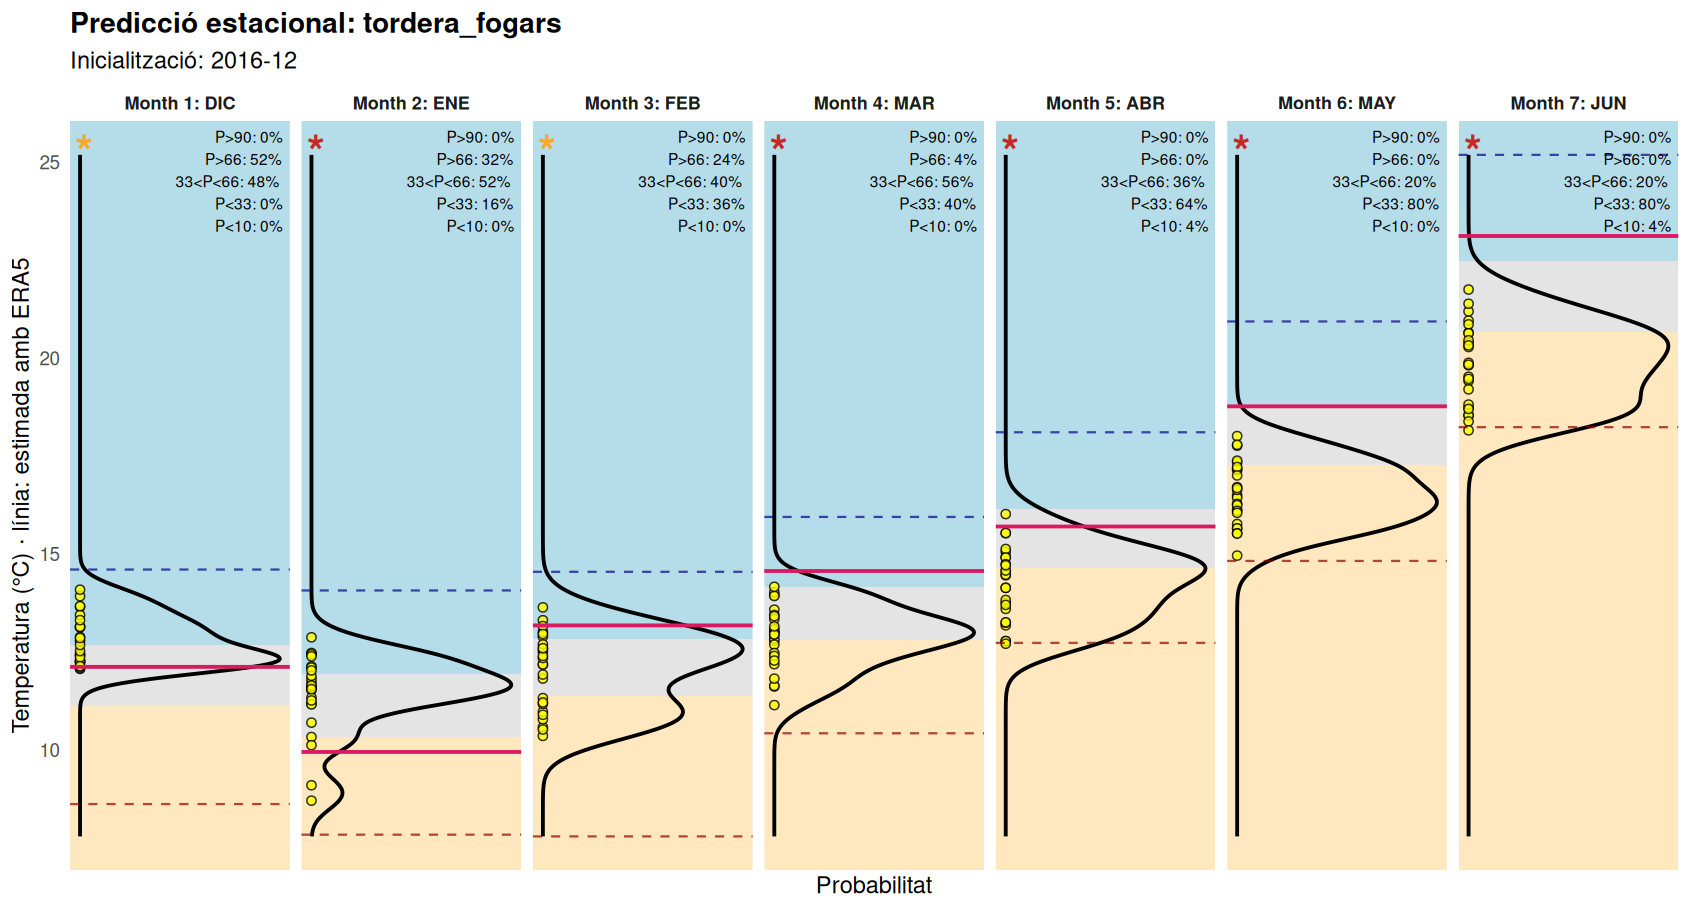 Predicció estacional: tordera_fogars
Inicialització: 2016-12
Month 1: DIC
Month 2: ENE
Month 3: FEB
Month 4: MAR
Month 5: ABR
Month 6: MAY
Month 7: JUN
P>90: 0%
P>66: 52%
33<P<66: 48%
P<33: 0%
P<10: 0%
P>90: 0%
P>66: 32%
33<P<66: 52%
P<33: 16%
P<10: 0%
P>90: 0%
P>66: 24%
33<P<66: 40%
P<33: 36%
P<10: 0%
P>90: 0%
P>66: 4%
33<P<66: 56%
P<33: 40%
P<10: 0%
P>90: 0%
P>66: 0%
33<P<66: 36%
P<33: 64%
P<10: 4%
P>90: 0%
P>66: 0%
33<P<66: 20%
P<33: 80%
P<10: 0%
P>90: 0%
P>66: 0%
33<P<66: 20%
P<33: 80%
P<10: 4%
25
20
15
10
Temperatura (°C) · línia: estimada amb ERA5
Probabilitat